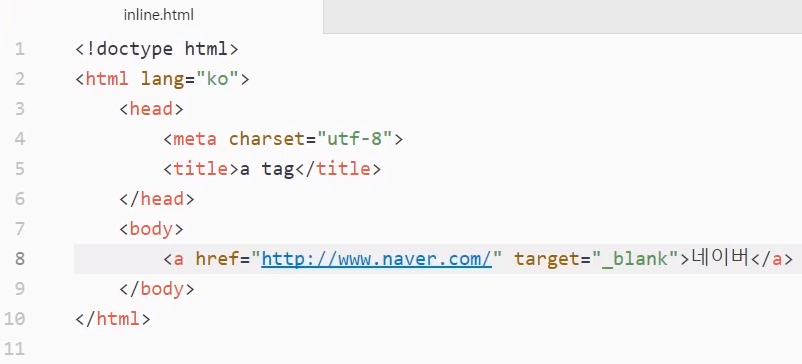 inline.html
1 <!doctype html>
2 <html lang="ko">
3     <head>
4         <meta charset="utf-8">
5         <title>a tag</title>
6     </head>
7     <body>
8         <a href="http://www.naver.com/" target="_blank">네이버</a>
9     </body>
10 </html>
11